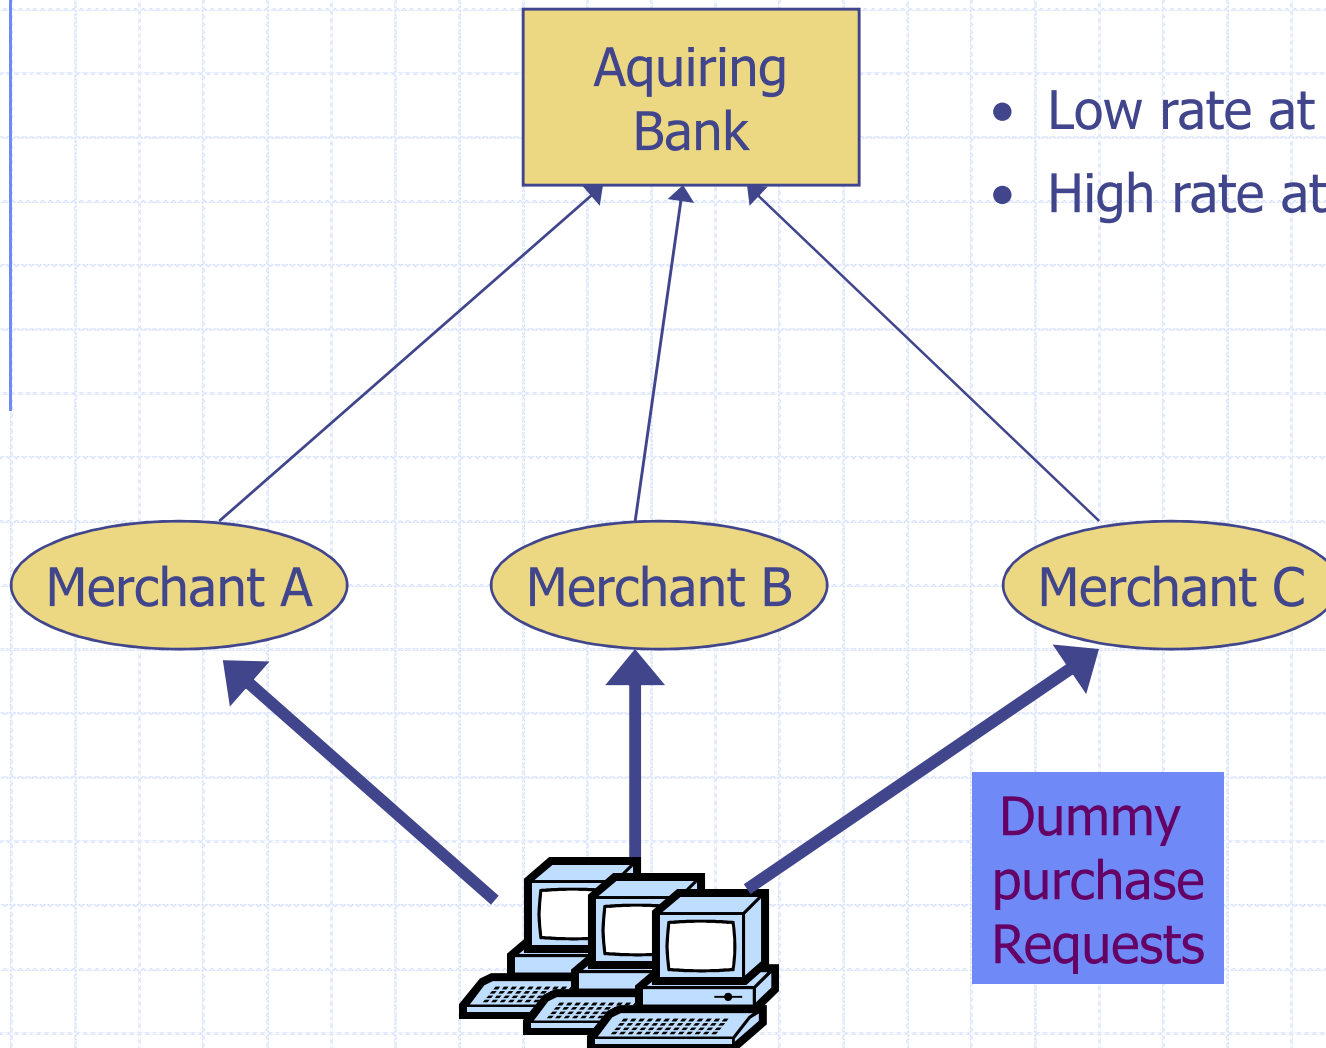 Aquiring
Bank
• Low rate at
• High rate at
Merchant A
Merchant B
Merchant C
Dummy
purchase
Requests